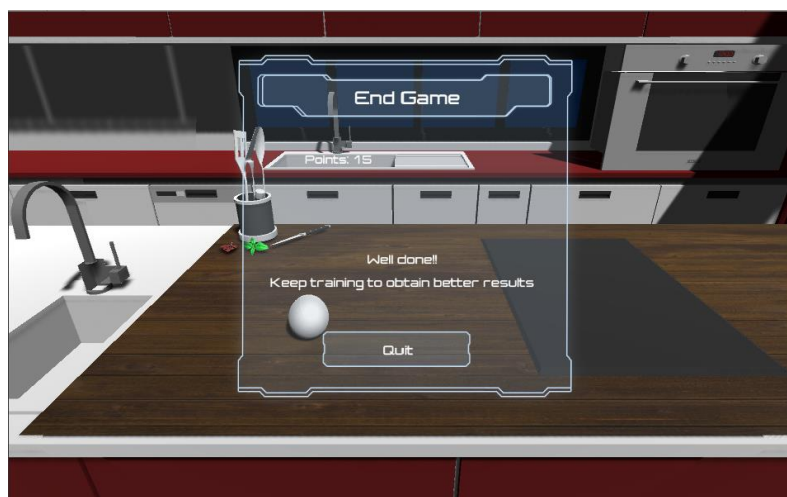 End Game
Points: 15
Well done!!
Keep training to obtain better results
Quit